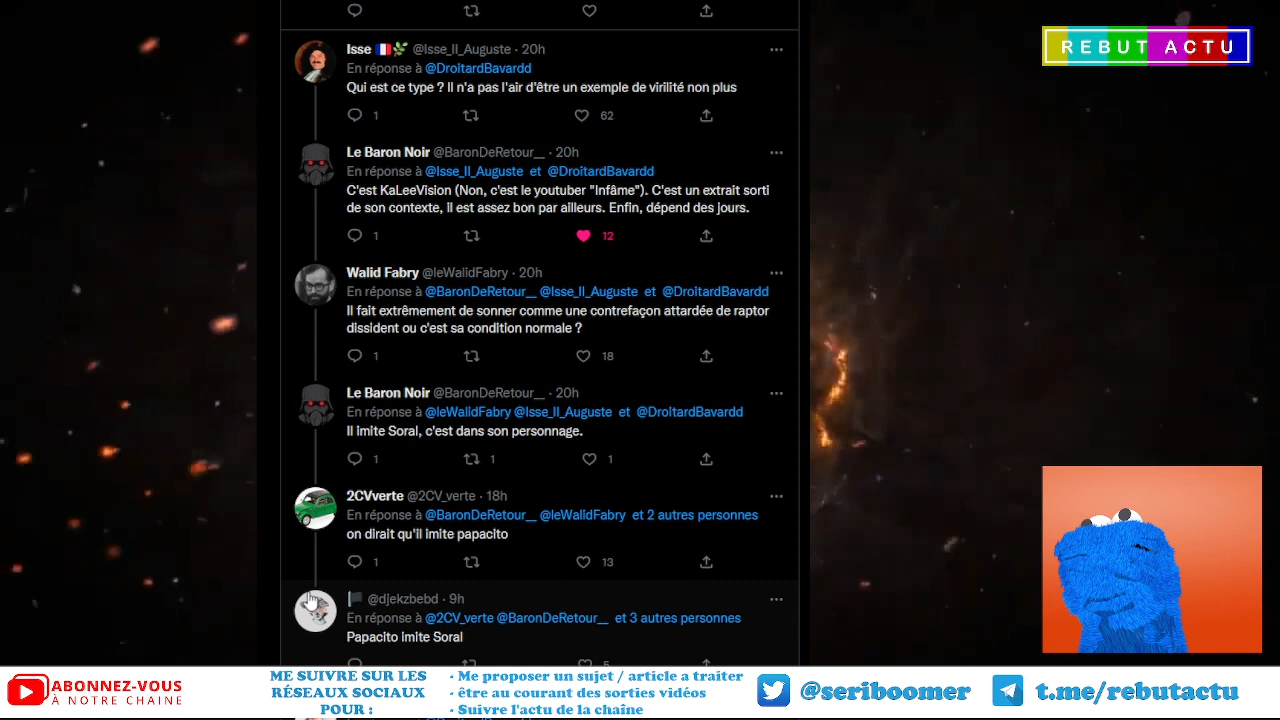 REBUT ACTU
Isse @Isse_II_Auguste · 20h
En réponse à @DroitardBavardd
Qui est ce type ? Il n'a pas l'air d'être un exemple de virilité non plus
1 62
Le Baron Noir @BaronDeRetour__ · 20h
En réponse à @Isse_II_Auguste et @DroitardBavardd
C'est KaLeeVision (Non, c'est le youtuber "Infâme"). C'est un extrait sorti
de son contexte, il est assez bon par ailleurs. Enfin, dépend des jours.
1 12
Walid Fabry @leWalidFabry · 20h
En réponse à @BaronDeRetour__ @Isse_II_Auguste et @DroitardBavardd
Il fait extrêmement de sonner comme une contrefaçon attardée de raptor
dissident ou c'est sa condition normale ?
1 18
Le Baron Noir @BaronDeRetour__ · 20h
En réponse à @leWalidFabry @Isse_II_Auguste et @DroitardBavardd
Il imite Soral, c'est dans son personnage.
1 1 1
2CVverte @2CV_verte · 18h
En réponse à @BaronDeRetour__ @leWalidFabry et 2 autres personnes
on dirait qu'il imite papacito
1 13
@djekzbebd · 9h
En réponse à @2CV_verte @BaronDeRetour__ et 3 autres personnes
Papacito imite Soral
5
ABONNEZ-VOUS
À NOTRE CHAINE
ME SUIVRE SUR LES
RÉSEAUX SOCIAUX
POUR :
- Me proposer un sujet / article a traiter
- être au courant des sorties vidéos
- Suivre l'actu de la chaîne
@seriboomer
t.me/rebutactu